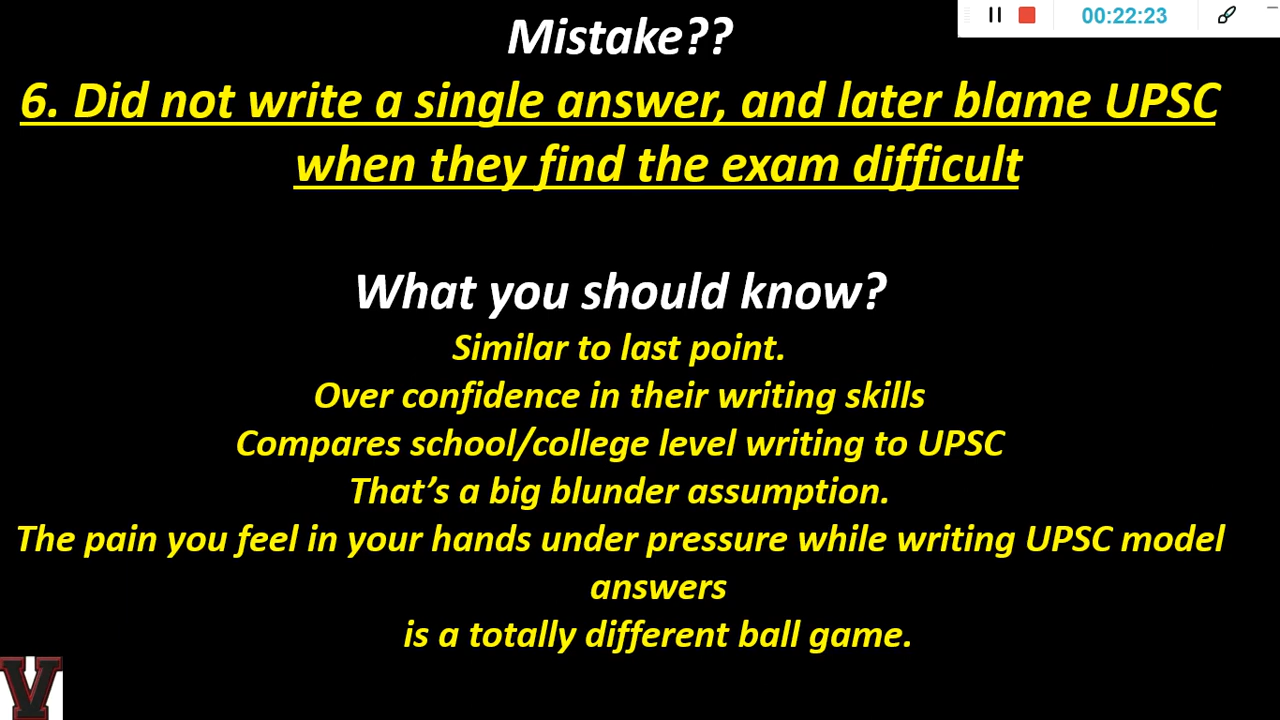 00:22:23
Mistake??
6. Did not write a single answer, and later blame UPSC
when they find the exam difficult
What you should know?
Similar to last point.
Over confidence in their writing skills
Compares school/college level writing to UPSC
That’s a big blunder assumption.
The pain you feel in your hands under pressure while writing UPSC model
answers
is a totally different ball game.
V